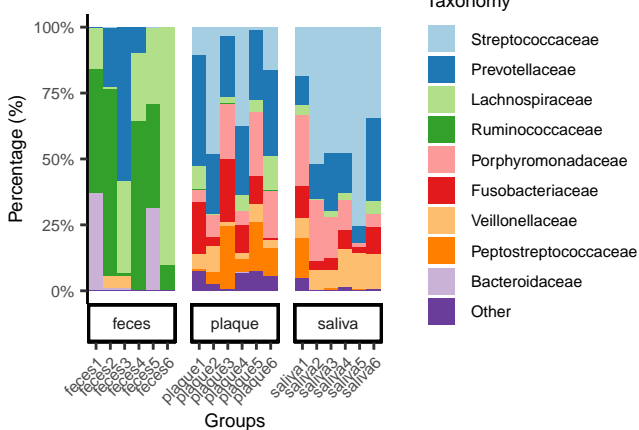 Taxonomy
100%
75%
50%
25%
0%
Percentage (%)
Streptococcaceae
Prevotellaceae
Lachnospiraceae
Ruminococcaceae
Porphyromonadaceae
Fusobacteriaceae
Veillonellaceae
Peptostreptococcaceae
Bacteroidaceae
Other
feces
plaque
saliva
feces1
feces2
feces3
feces4
feces5
feces6
plaque1
plaque2
plaque3
plaque4
plaque5
plaque6
saliva1
saliva2
saliva3
saliva4
saliva5
saliva6
Groups